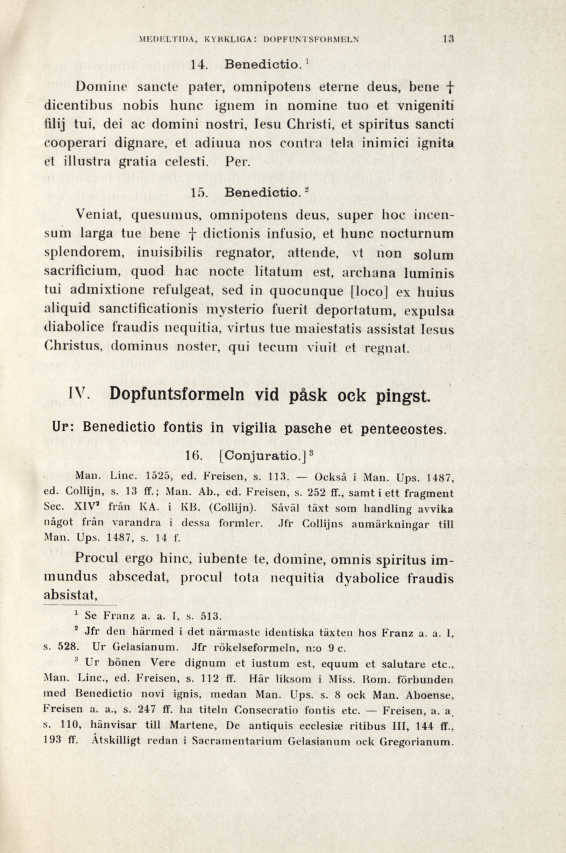 MEDELTIDA, KYRKLIGA: DOPFUNTSFORMELN 13
14. Benedictio. ¹
Domine sancte pater, omnipotens eterne deus, bene †
dicentibus nobis hunc ignem in nomine tuo et vnigeniti
filij tui, dei ac domini nostri, Iesu Christi, et spiritus sancti
cooperari dignare, et adiuua nos contra tela inimici ignita
et illustra gratia celesti. Per.
15. Benedictio. ²
Veniat, quesumus, omnipotens deus, super hoc incen-
sum larga tue bene † dictionis infusio, et hunc nocturnum
splendorem, inuisibilis regnator, attende, vt non solum
sacrificium, quod hac nocte litatum est, archana luminis
tui admixtione refulgeat, sed in quocunque [loco] ex huius
aliquid sanctificationis mysterio fuerit deportatum, expulsa
diabolice fraudis nequitia, virtus tue maiestatis assistat Iesus
Christus, dominus noster, qui tecum viuit et regnat.
IV. Dopfuntsformeln vid påsk ock pingst.
Ur: Benedictio fontis in vigilia pasche et pentecostes.
16. [Conjuratio.] ³
Man. Linc. 1525, ed. Freisen, s. 113. — Också i Man. Ups. 1487,
ed. Collijn, s. 13 ff.; Man. Ab., ed. Freisen, s. 252 ff., samt i ett fragment
Sec. XIV² från KA. i KB. (Collijn). Såväl täxt som handling avvika
något från varandra i dessa formler. Jfr Collijns anmärkningar till
Man. Ups. 1487, s. 14 f.
Procul ergo hinc, iubente te, domine, omnis spiritus im-
mundus abscedat, procul tota nequitia dyabolice fraudis
absistat,
¹ Se Franz a. a. I, s. 513.
² Jfr den härmed i det närmaste identiska täxten hos Franz a. a. I,
s. 528. Ur Gelasianum. Jfr rökelseformeln, n:o 9 c.
³ Ur bönen Vere dignum et iustum est, equum et salutare etc.,
Man. Linc., ed. Freisen, s. 112 ff. Här liksom i Miss. Rom. förbunden
med Benedictio novi ignis, medan Man. Ups. s. 8 ock Man. Aboense,
Freisen a. a., s. 247 ff. ha titeln Consecratio fontis etc. — Freisen, a. a.
s. 110, hänvisar till Martene, De antiquis ecclesiæ ritibus III, 144 ff.,
193 ff. Åtskilligt redan i Sacramentarium Gelasianum ock Gregorianum.